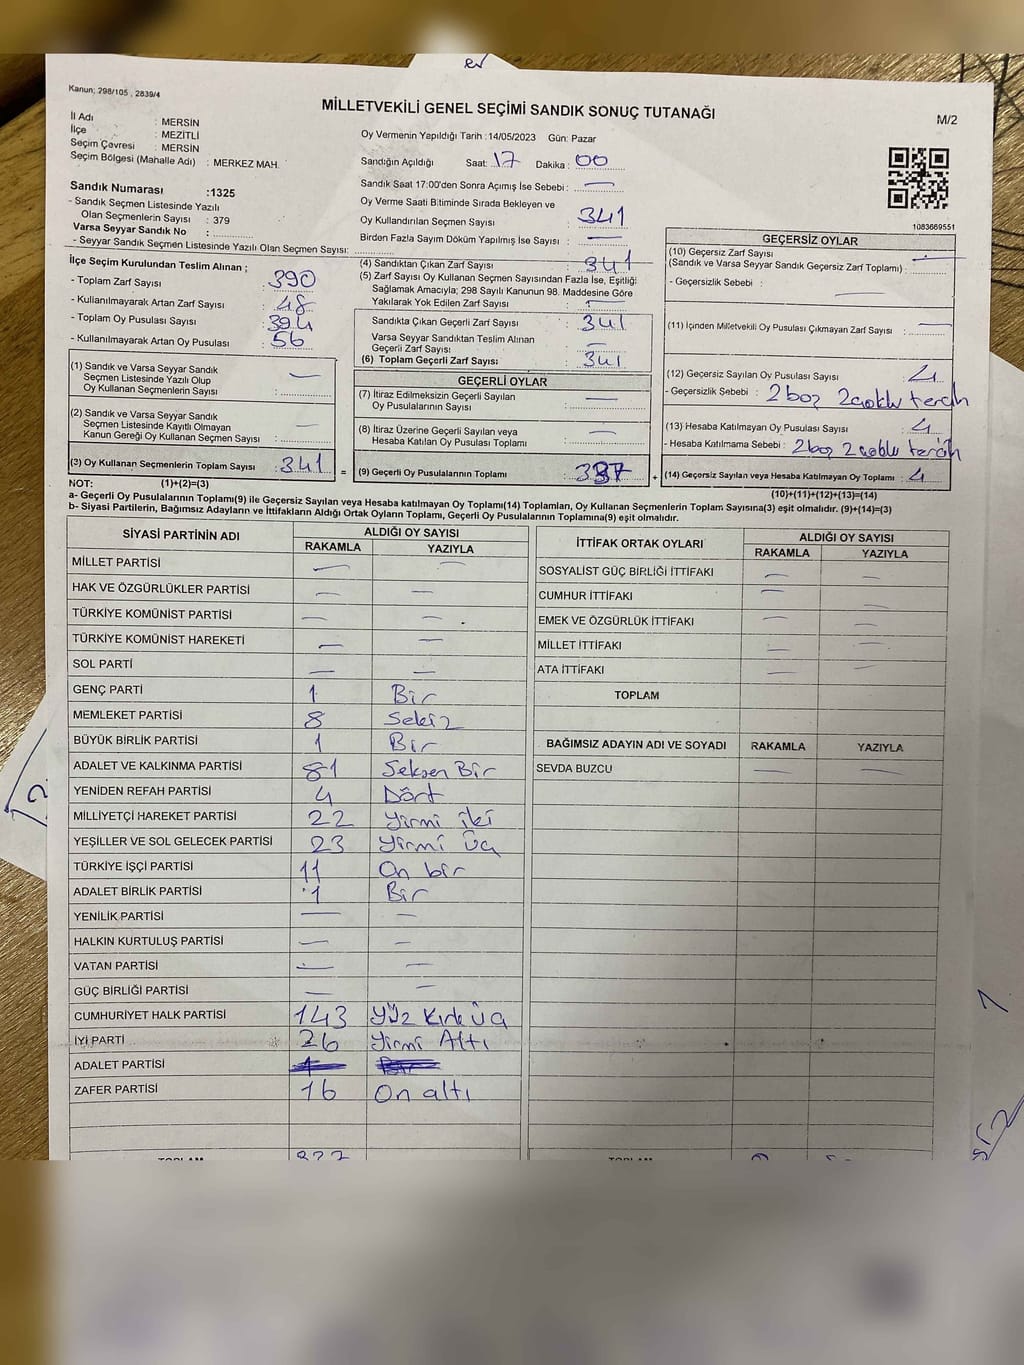 Kanun; 298/105 , 2839/4
MİLLETVEKİLİ GENEL SEÇİMİ SANDIK SONUÇ TUTANAĞI
M/2
İl Adı : MERSİN
İlçe : MEZİTLİ
Seçim Çevresi : MERSİN
Seçim Bölgesi (Mahalle Adı) : MERKEZ MAH.
Sandık Numarası :1325
- Sandık Seçmen Listesinde Yazılı
Olan Seçmenlerin Sayısı : 379
Varsa Seyyar Sandık No :
- Seyyar Sandık Seçmen Listesinde Yazılı Olan Seçmen Sayısı:
Oy Vermenin Yapıldığı Tarih :14/05/2023 Gün: Pazar
Sandığın Açıldığı Saat: 17 Dakika : 00
Sandık Saat 17:00'den Sonra Açımış İse Sebebi : —
Oy Verme Saati Bitiminde Sırada Bekleyen ve
Oy Kullandırılan Seçmen Sayısı : 341
Birden Fazla Sayım Döküm Yapılmış İse Sayısı : —
1083669551
İlçe Seçim Kurulundan Teslim Alınan ;
- Toplam Zarf Sayısı : 390
- Kullanılmayarak Artan Zarf Sayısı : 48
- Toplam Oy Pusulası Sayısı : 394
- Kullanılmayarak Artan Oy Pusulası : 56
(1) Sandık ve Varsa Seyyar Sandık —
Seçmen Listesinde Yazılı Olup
Oy Kullanan Seçmenlerin Sayısı :
(2) Sandık ve Varsa Seyyar Sandık
Seçmen Listesinde Kayıtlı Olmayan —
Kanun Gereği Oy Kullanan Seçmen Sayısı :
(3) Oy Kullanan Seçmenlerin Toplam Sayısı : 341 =
(4) Sandıktan Çıkan Zarf Sayısı : 341
(5) Zarf Sayısı Oy Kullanan Seçmen Sayısından Fazla İse, Eşitliği
Sağlamak Amacıyla; 298 Sayılı Kanunun 98. Maddesine Göre
Yakılarak Yok Edilen Zarf Sayısı : —
Sandıkta Çıkan Geçerli Zarf Sayısı : 341
Varsa Seyyar Sandıktan Teslim Alınan
Geçerli Zarf Sayısı : —
(6) Toplam Geçerli Zarf Sayısı: : 341
GEÇERLİ OYLAR
(7) İtiraz Edilmeksizin Geçerli Sayılan —
Oy Pusulalarının Sayısı :
(8) İtiraz Üzerine Geçerli Sayılan veya —
Hesaba Katılan Oy Pusulası Toplamı :
(9) Geçerli Oy Pusulalarının Toplamı : 337 +
GEÇERSİZ OYLAR
(10) Geçersiz Zarf Sayısı —
(Sandık ve Varsa Seyyar Sandık Geçersiz Zarf Toplamı) :
- Geçersizlik Sebebi : —
(11) İçinden Milletvekili Oy Pusulası Çıkmayan Zarf Sayısı : —
(12) Geçersiz Sayılan Oy Pusulası Sayısı : 4
- Geçersizlik Sebebi : 2 boş 2 çoklu tercih
(13) Hesaba Katılmayan Oy Pusulası Sayısı : 4
- Hesaba Katılmama Sebebi : 2 boş 2 çoklu tercih
(14) Geçersiz Sayılan veya Hesaba Katılmayan Oy Toplamı : 4
NOT: (1)+(2)=(3)
(10)+(11)+(12)+(13)=(14)
a- Geçerli Oy Pusulalarının Toplamı(9) ile Geçersiz Sayılan veya Hesaba katılmayan Oy Toplamı(14) Toplamları, Oy Kullanan Seçmenlerin Toplam Sayısına(3) eşit olmalıdır. (9)+(14)=(3)
b- Siyasi Partilerin, Bağımsız Adayların ve İttifakların Aldığı Ortak Oyların Toplamı, Geçerli Oy Pusulalarının Toplamına(9) eşit olmalıdır.
SİYASİ PARTİNİN ADI ALDIĞI OY SAYISI
RAKAMLA YAZIYLA
MİLLET PARTİSİ — —
HAK VE ÖZGÜRLÜKLER PARTİSİ — —
TÜRKİYE KOMÜNİST PARTİSİ — —
TÜRKİYE KOMÜNİST HAREKETİ — —
SOL PARTİ — —
GENÇ PARTİ 1 Bir
MEMLEKET PARTİSİ 8 Sekiz
BÜYÜK BİRLİK PARTİSİ 1 Bir
ADALET VE KALKINMA PARTİSİ 81 Seksen Bir
YENİDEN REFAH PARTİSİ 4 Dört
MİLLİYETÇİ HAREKET PARTİSİ 22 Yirmi iki
YEŞİLLER VE SOL GELECEK PARTİSİ 23 Yirmi üç
TÜRKİYE İŞÇİ PARTİSİ 11 On bir
ADALET BİRLİK PARTİSİ 1 Bir
YENİLİK PARTİSİ — —
HALKIN KURTULUŞ PARTİSİ — —
VATAN PARTİSİ — —
GÜÇ BİRLİĞİ PARTİSİ — —
CUMHURİYET HALK PARTİSİ 143 Yüz Kırk üç
İYİ PARTİ 26 Yirmi Altı
ADALET PARTİSİ 1 Bir
ZAFER PARTİSİ 16 On altı
TOPLAM 337
İTTİFAK ORTAK OYLARI ALDIĞI OY SAYISI
RAKAMLA YAZIYLA
SOSYALİST GÜÇ BİRLİĞİ İTTİFAKI — —
CUMHUR İTTİFAKI — —
EMEK VE ÖZGÜRLÜK İTTİFAKI — —
MİLLET İTTİFAKI — —
ATA İTTİFAKI — —
TOPLAM
BAĞIMSIZ ADAYIN ADI VE SOYADI RAKAMLA YAZIYLA
SEVDA BUZCU — —
TOPLAM